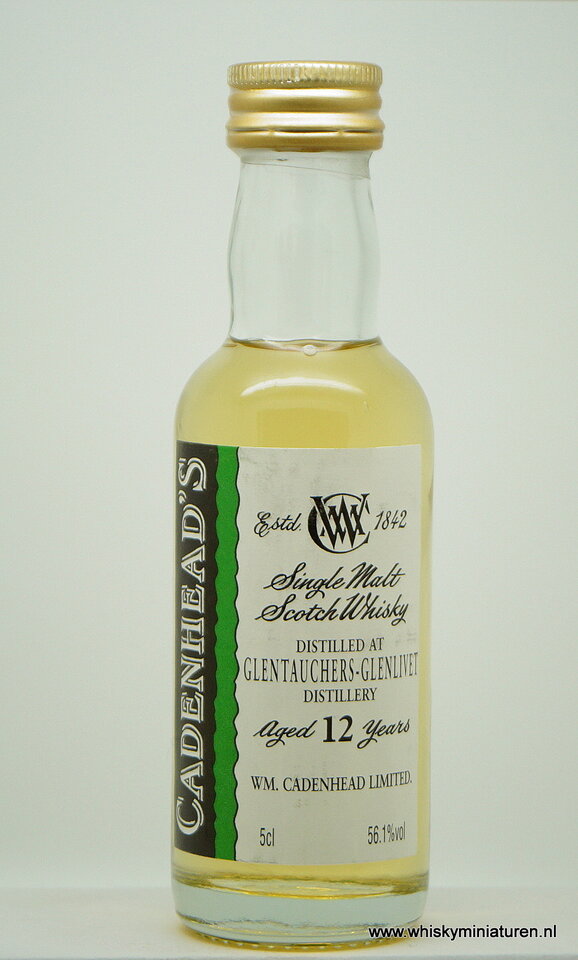 CADENHEAD'S
Estd. WC 1842
Single Malt
Scotch Whisky
DISTILLED AT
GLENTAUCHERS-GLENLIVET
DISTILLERY
Aged 12 Years
WM. CADENHEAD LIMITED.
5cl 56.1%vol
www.whiskyminiaturen.nl